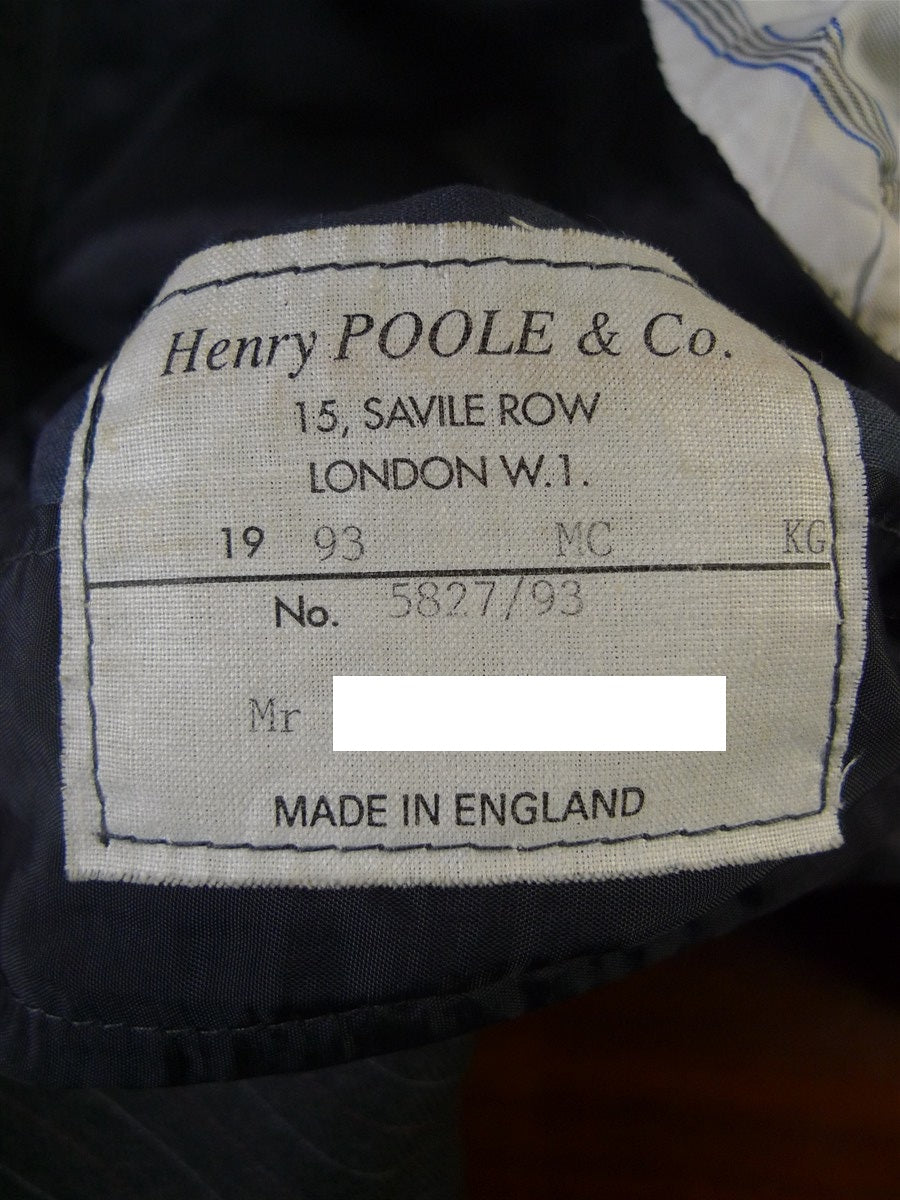 Henry POOLE & Co.
15, SAVILE ROW
LONDON W.1.
19 93 MC KG
No. 5827/93
Mr
MADE IN ENGLAND